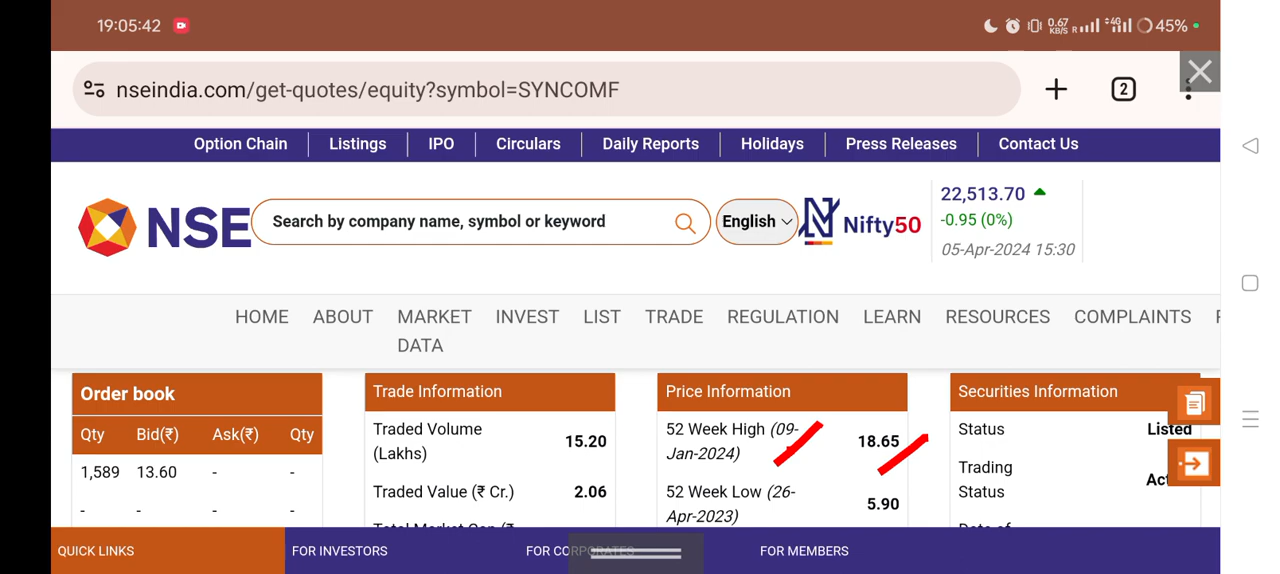 19:05:42
0.67 KB/S R 4G 45%
nseindia.com/get-quotes/equity?symbol=SYNCOMF
2
Option Chain Listings IPO Circulars Daily Reports Holidays Press Releases Contact Us
NSE
Search by company name, symbol or keyword
English
Nifty50
22,513.70
-0.95 (0%)
05-Apr-2024 15:30
HOME ABOUT MARKET DATA INVEST LIST TRADE REGULATION LEARN RESOURCES COMPLAINTS
Order book
Qty Bid(₹) Ask(₹) Qty
1,589 13.60 - -
- - - -
Trade Information
Traded Volume (Lakhs) 15.20
Traded Value (₹ Cr.) 2.06
Price Information
52 Week High (09-Jan-2024) 18.65
52 Week Low (26-Apr-2023) 5.90
Securities Information
Status Listed
Trading Status
QUICK LINKS
FOR INVESTORS
FOR CORPORATES
FOR MEMBERS